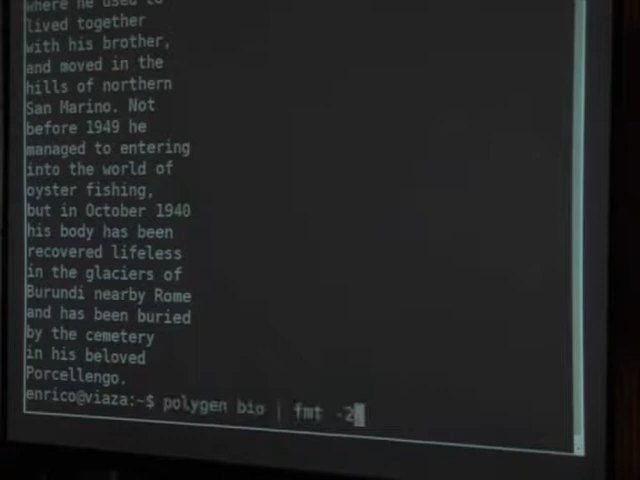 where he used to
lived together
with his brother,
and moved in the
hills of northern
San Marino. Not
before 1949 he
managed to entering
into the world of
oyster fishing,
but in October 1940
his body has been
recovered lifeless
in the glaciers of
Burundi nearby Rome
and has been buried
by the cemetery
in his beloved
Porcellengo.
enrico@viaza:~$ polygen bio | fmt -2